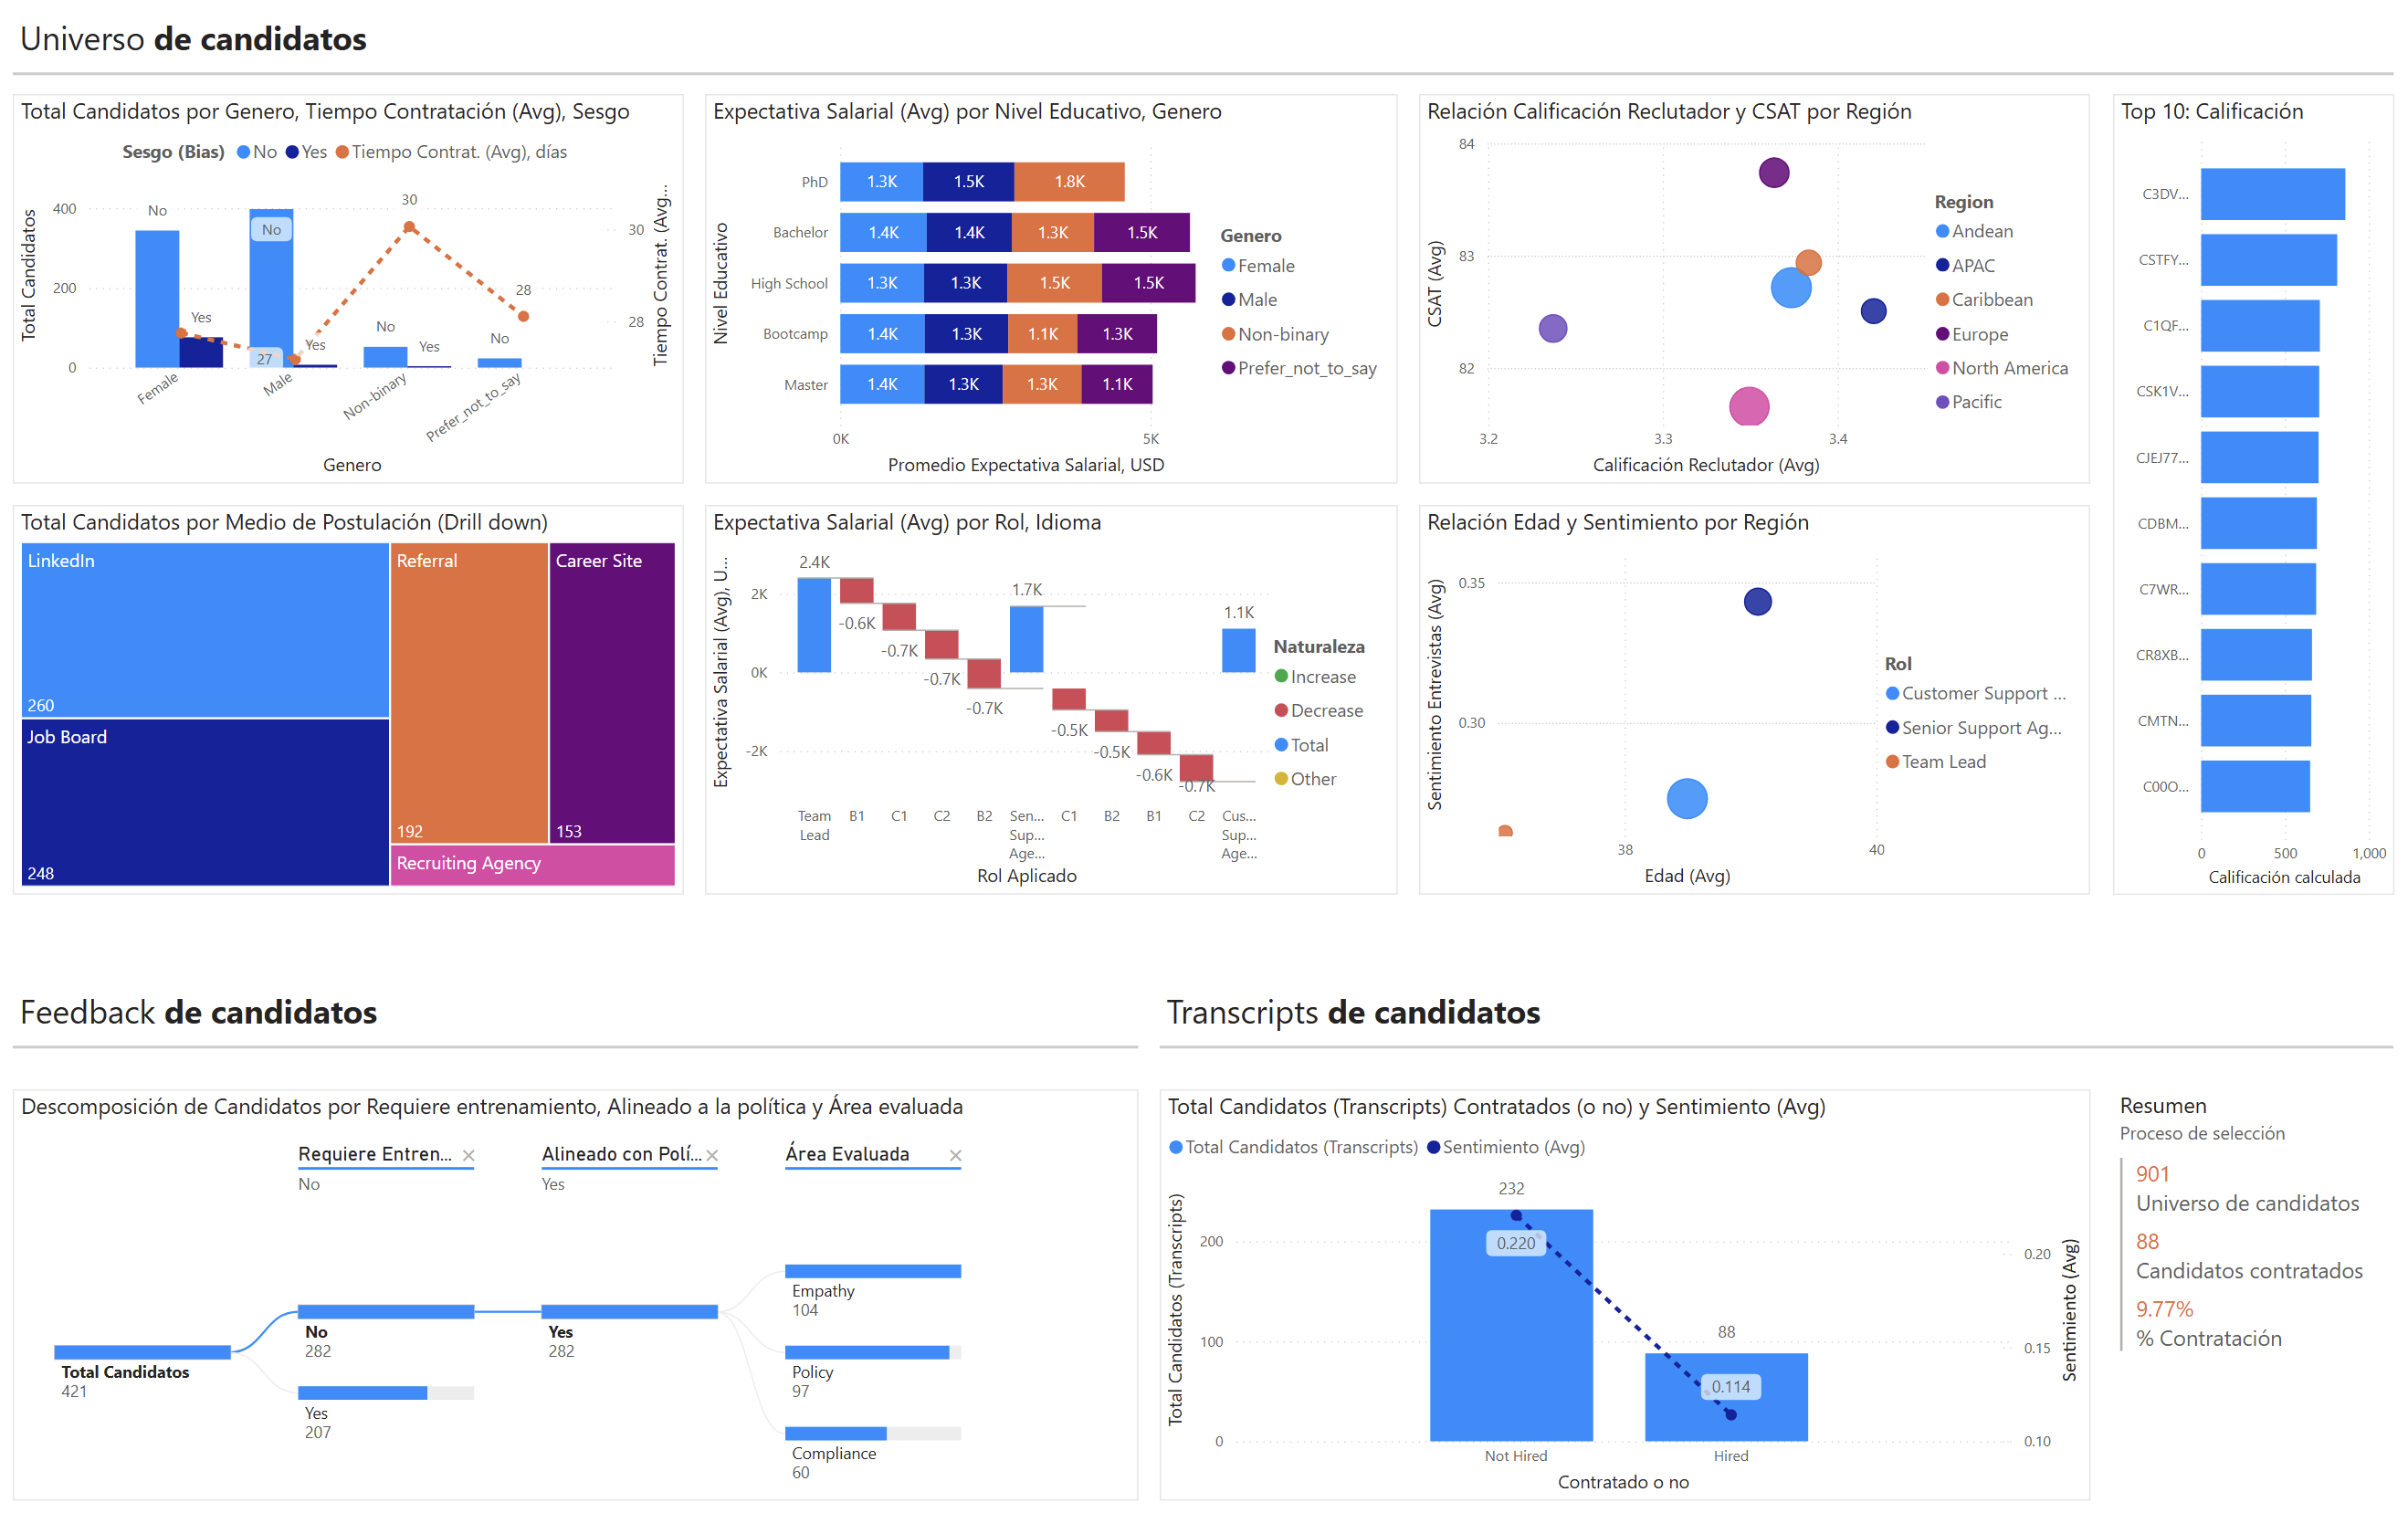 Universo de candidatos
Total Candidatos por Genero, Tiempo Contratación (Avg), Sesgo
Sesgo (Bias) No Yes Tiempo Contrat. (Avg), días
Total Candidatos
400
200
0
No
Yes
No
27
Yes
30
No
Yes
28
No
30
28
Tiempo Contrat. (Avg...
Female
Male
Non-binary
Prefer_not_to_say
Genero
Expectativa Salarial (Avg) por Nivel Educativo, Genero
Nivel Educativo
PhD 1.3K 1.5K 1.8K
Bachelor 1.4K 1.4K 1.3K 1.5K
High School 1.3K 1.3K 1.5K 1.5K
Bootcamp 1.4K 1.3K 1.1K 1.3K
Master 1.4K 1.3K 1.3K 1.1K
0K 5K
Promedio Expectativa Salarial, USD
Genero
Female
Male
Non-binary
Prefer_not_to_say
Relación Calificación Reclutador y CSAT por Región
CSAT (Avg)
84
83
82
3.2 3.3 3.4
Calificación Reclutador (Avg)
Region
Andean
APAC
Caribbean
Europe
North America
Pacific
Top 10: Calificación
C3DV...
CSTFY...
C1QF...
CSK1V...
CJEJ77...
CDBM...
C7WR...
CR8XB...
CMTN...
C00O...
0 500 1,000
Calificación calculada
Total Candidatos por Medio de Postulación (Drill down)
LinkedIn
260
Job Board
248
Referral
192
Career Site
153
Recruiting Agency
Expectativa Salarial (Avg) por Rol, Idioma
Expectativa Salarial (Avg), U...
2K
0K
-2K
2.4K
-0.6K
-0.7K
-0.7K
-0.7K
1.7K
-0.5K
-0.5K
-0.6K
-0.7K
1.1K
Team Lead
B1
C1
C2
B2
Sen... Sup... Age...
C1
B2
B1
C2
Cus... Sup... Age...
Rol Aplicado
Naturaleza
Increase
Decrease
Total
Other
Relación Edad y Sentimiento por Región
Sentimiento Entrevistas (Avg)
0.35
0.30
38 40
Edad (Avg)
Rol
Customer Support ...
Senior Support Ag...
Team Lead
Feedback de candidatos
Descomposición de Candidatos por Requiere entrenamiento, Alineado a la política y Área evaluada
Requiere Entren...
No
Alineado con Polí...
Yes
Área Evaluada
Total Candidatos
421
No
282
Yes
207
Yes
282
Empathy
104
Policy
97
Compliance
60
Transcripts de candidatos
Total Candidatos (Transcripts) Contratados (o no) y Sentimiento (Avg)
Total Candidatos (Transcripts) Sentimiento (Avg)
Total Candidatos (Transcripts)
200
100
0
232
0.220
88
0.114
0.20
0.15
0.10
Sentimiento (Avg)
Not Hired Hired
Contratado o no
Resumen
Proceso de selección
901
Universo de candidatos
88
Candidatos contratados
9.77%
% Contratación